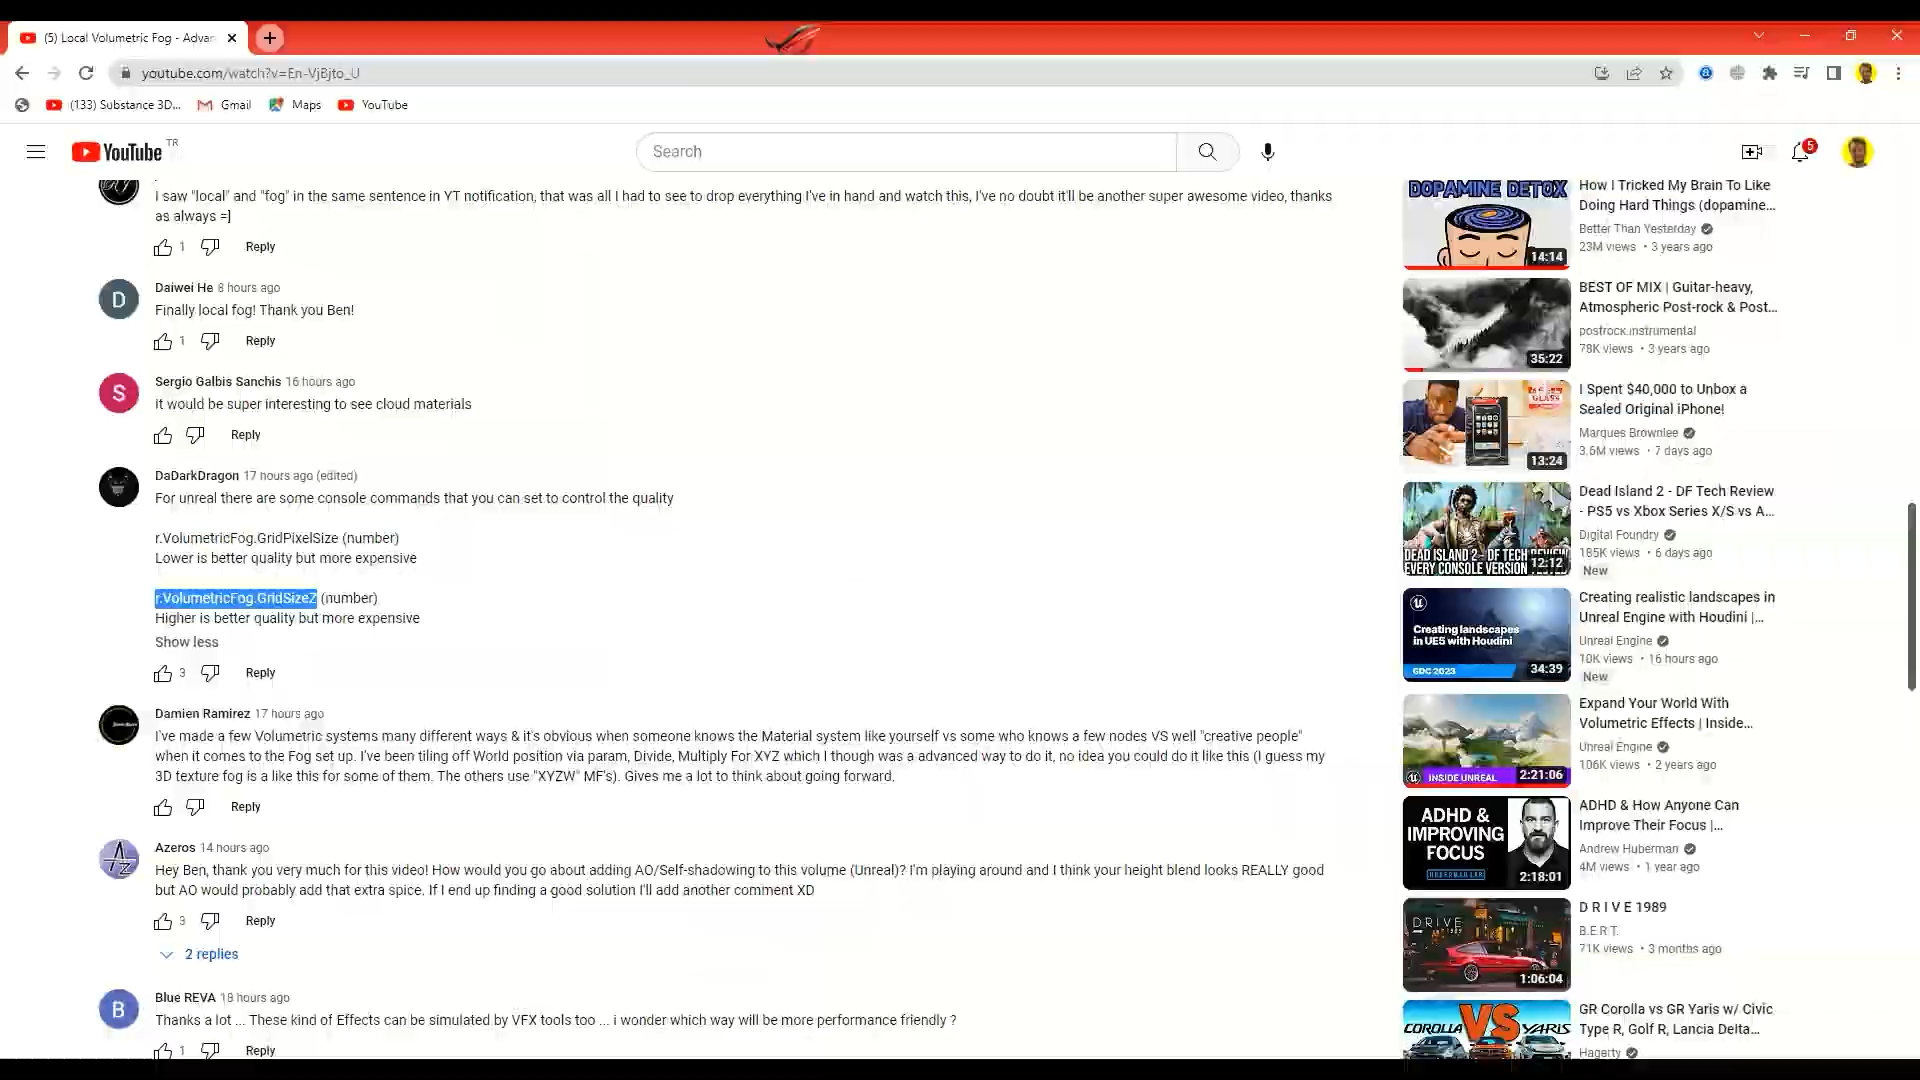 (5) Local Volumetric Fog - Advan
youtube.com/watch?v=En-VjBjto_U
(133) Substance 3D...
Gmail
Maps
YouTube
YouTube TR
Search
5
I saw "local" and "fog" in the same sentence in YT notification, that was all I had to see to drop everything I've in hand and watch this, I've no doubt it'll be another super awesome video, thanks
as always =]
1
Reply
D
Daiwei He 8 hours ago
Finally local fog! Thank you Ben!
1
Reply
S
Sergio Galbis Sanchis 16 hours ago
It would be super interesting to see cloud materials
Reply
DaDarkDragon 17 hours ago (edited)
For unreal there are some console commands that you can set to control the quality
r.VolumetricFog.GridPixelSize (number)
Lower is better quality but more expensive
r.VolumetricFog.GridSizeZ (number)
Higher is better quality but more expensive
Show less
3
Reply
Damien Ramirez 17 hours ago
I've made a few Volumetric systems many different ways & it's obvious when someone knows the Material system like yourself vs some who knows a few nodes VS well "creative people"
when it comes to the Fog set up. I've been tiling off World position via param, Divide, Multiply For XYZ which I though was a advanced way to do it, no idea you could do it like this (I guess my
3D texture fog is a like this for some of them. The others use "XYZW" MF's). Gives me a lot to think about going forward.
Reply
Azeros 14 hours ago
Hey Ben, thank you very much for this video! How would you go about adding AO/Self-shadowing to this volume (Unreal)? I'm playing around and I think your height blend looks REALLY good
but AO would probably add that extra spice. If I end up finding a good solution I'll add another comment XD
3
Reply
2 replies
B
Blue REVA 18 hours ago
Thanks a lot ... These kind of Effects can be simulated by VFX tools too ... i wonder which way will be more performance friendly ?
1
Reply
DOPAMINE DETOX
14:14
How I Tricked My Brain To Like
Doing Hard Things (dopamine...
Better Than Yesterday
23M views • 3 years ago
35:22
BEST OF MIX | Guitar-heavy,
Atmospheric Post-rock & Post...
postrock.instrumental
78K views • 3 years ago
13:24
I Spent $40,000 to Unbox a
Sealed Original iPhone!
Marques Brownlee
3.6M views • 7 days ago
DEAD ISLAND 2 - DF TECH REVIEW
EVERY CONSOLE VERSION
12:12
Dead Island 2 - DF Tech Review
- PS5 vs Xbox Series X/S vs A...
Digital Foundry
185K views • 6 days ago
New
Creating landscapes
in UE5 with Houdini
GDC 2023
34:39
Creating realistic landscapes in
Unreal Engine with Houdini |...
Unreal Engine
10K views • 16 hours ago
New
INSIDE UNREAL
2:21:06
Expand Your World With
Volumetric Effects | Inside...
Unreal Engine
106K views • 2 years ago
ADHD &
IMPROVING
FOCUS
HUBERMAN LAB
2:18:01
ADHD & How Anyone Can
Improve Their Focus |...
Andrew Huberman
4M views • 1 year ago
DRIVE
1:06:04
D R I V E 1989
B.E.R.T.
71K views • 3 months ago
COROLLA VS YARIS
GR Corolla vs GR Yaris w/ Civic
Type R, Golf R, Lancia Delta...
Hagerty